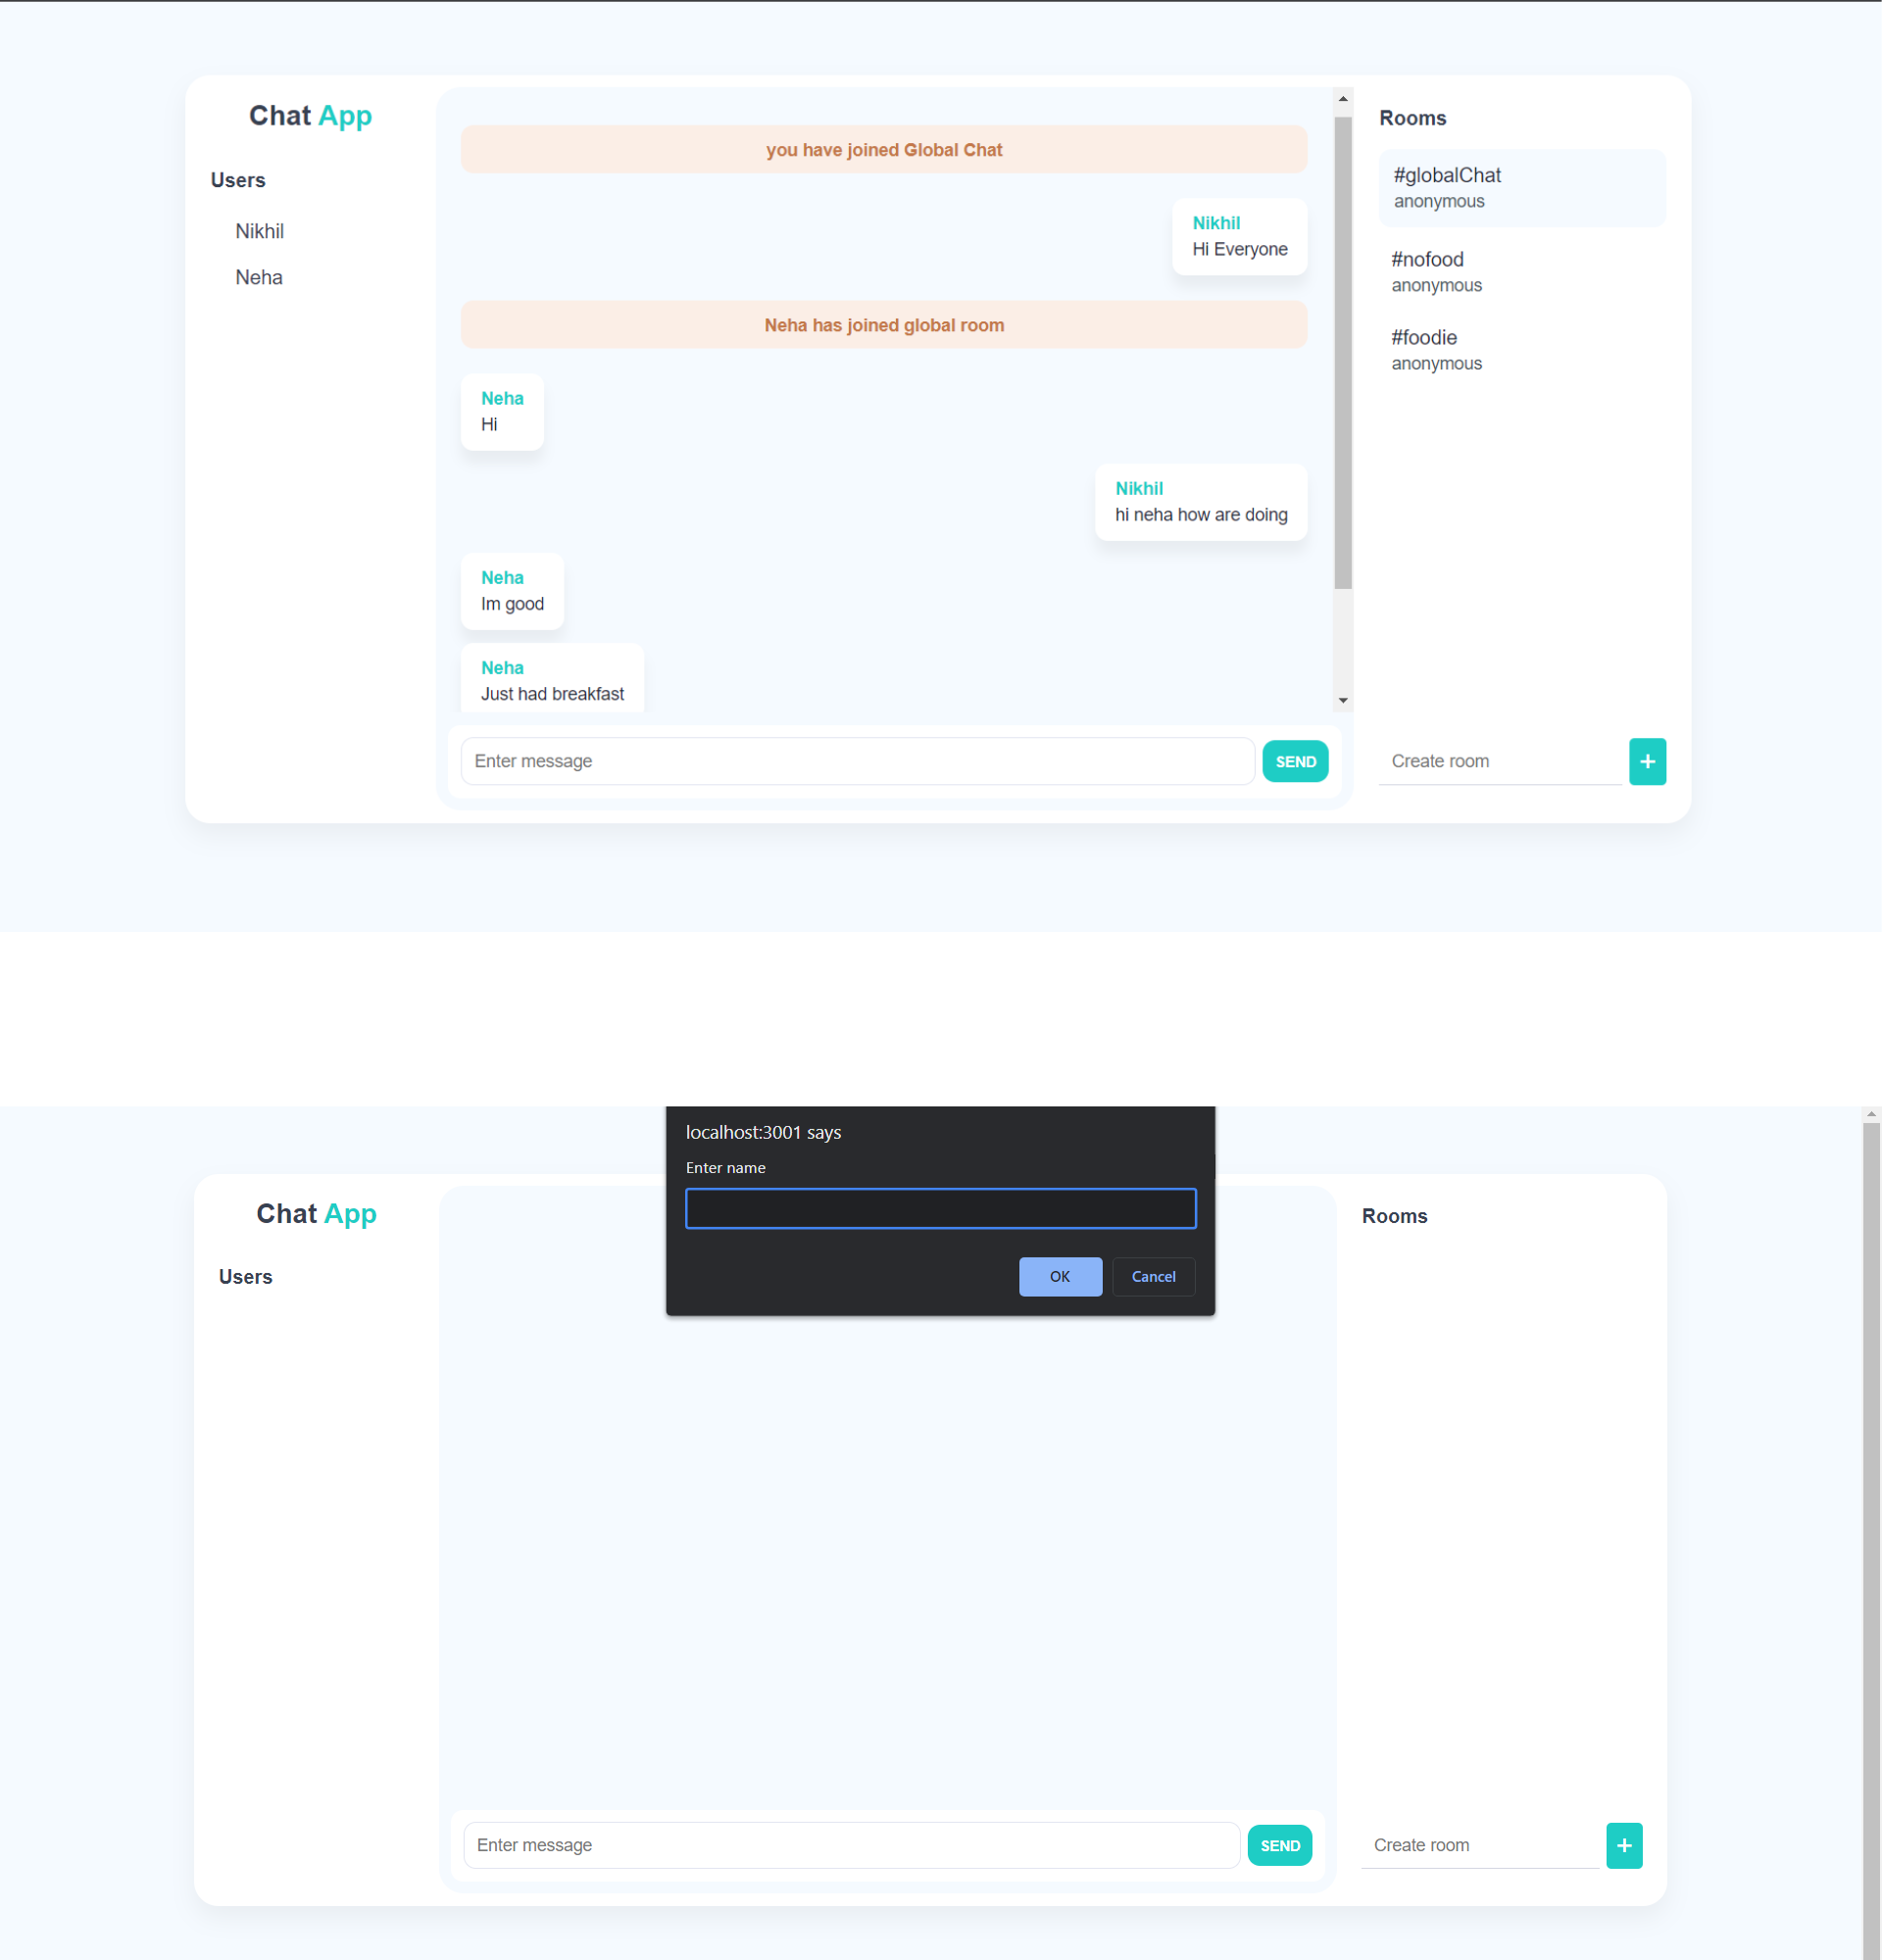 Chat App
Users
Nikhil
Neha
you have joined Global Chat
Nikhil
Hi Everyone
Neha has joined global room
Neha
Hi
Nikhil
hi neha how are doing
Neha
Im good
Neha
Just had breakfast
Enter message
SEND
Rooms
#globalChat
anonymous
#nofood
anonymous
#foodie
anonymous
Create room
+
localhost:3001 says
Enter name
OK
Cancel
Chat App
Users
Enter message
SEND
Rooms
Create room
+